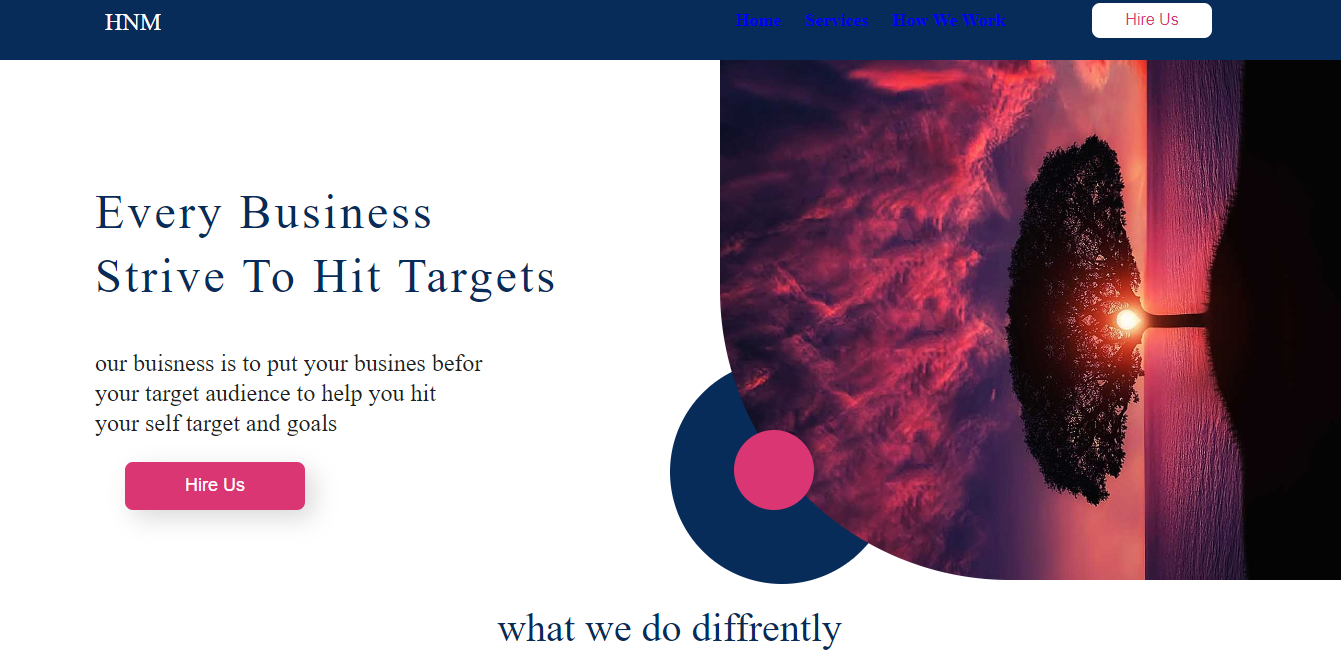 HNM
Home Services How We Work
Hire Us
Every Business
Strive To Hit Targets
our buisness is to put your busines befor
your target audience to help you hit
your self target and goals
Hire Us
what we do diffrently